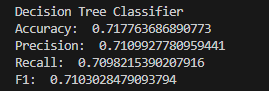 Decision Tree Classifier
Accuracy:  0.717763686890773
Precision:  0.7109927780959441
Recall:  0.7098215390207916
F1:  0.7103028479093794